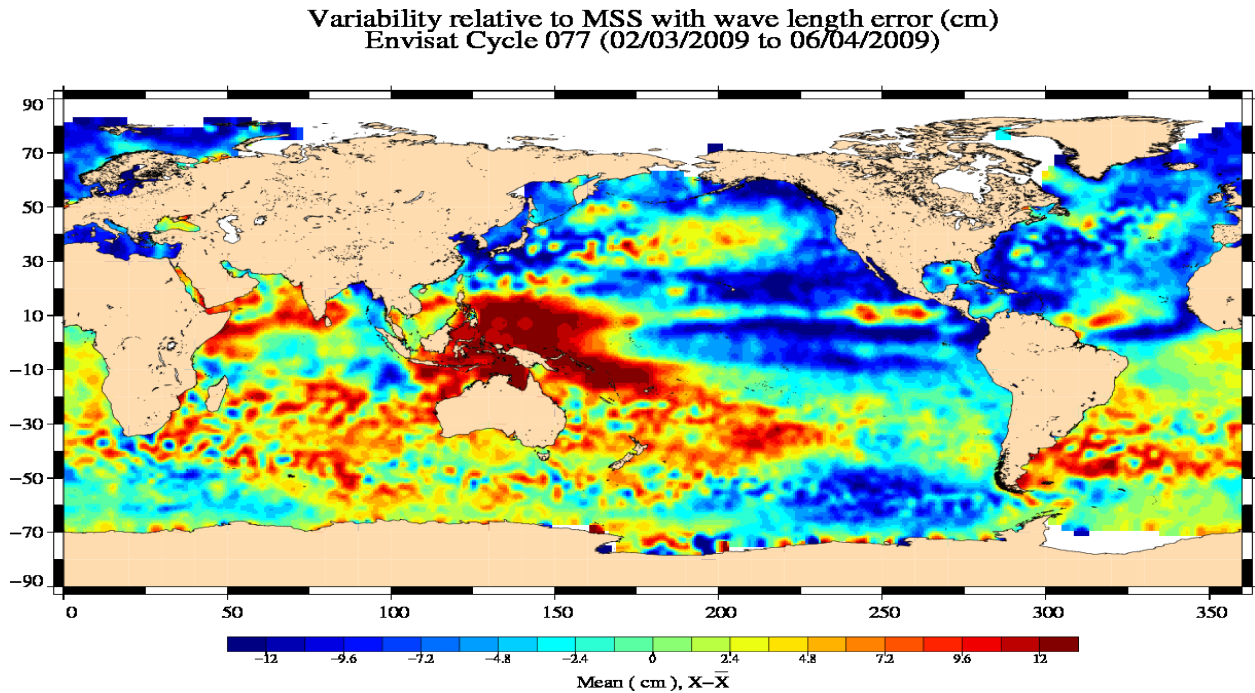 Variability relative to MSS with wave length error (cm)
Envisat Cycle 077 (02/03/2009 to 06/04/2009)
90
70
50
30
10
−10
−30
−50
−70
−90
0 50 100 150 200 250 300 350
−12 −9.6 −7.2 −4.8 −2.4 0 2.4 4.8 7.2 9.6 12
Mean ( cm ), X−X̅